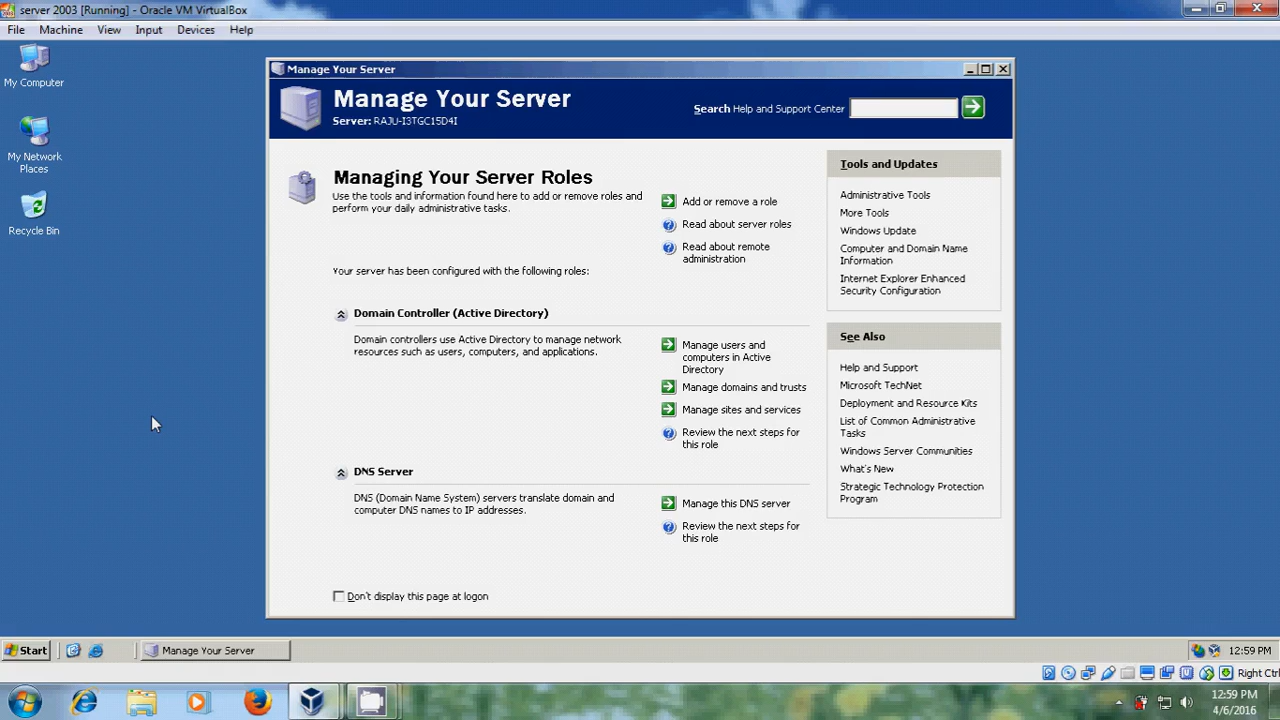 server 2003 [Running] - Oracle VM VirtualBox
File Machine View Input Devices Help
My Computer
My Network
Places
Recycle Bin
Manage Your Server
Manage Your Server
Server: RAJU-I3TGC15D4I
Search Help and Support Center
Managing Your Server Roles
Use the tools and information found here to add or remove roles and
perform your daily administrative tasks.
Add or remove a role
Read about server roles
Read about remote
administration
Your server has been configured with the following roles:
Domain Controller (Active Directory)
Domain controllers use Active Directory to manage network
resources such as users, computers, and applications.
Manage users and
computers in Active
Directory
Manage domains and trusts
Manage sites and services
Review the next steps for
this role
DNS Server
DNS (Domain Name System) servers translate domain and
computer DNS names to IP addresses.
Manage this DNS server
Review the next steps for
this role
Don't display this page at logon
Tools and Updates
Administrative Tools
More Tools
Windows Update
Computer and Domain Name
Information
Internet Explorer Enhanced
Security Configuration
See Also
Help and Support
Microsoft TechNet
Deployment and Resource Kits
List of Common Administrative
Tasks
Windows Server Communities
What's New
Strategic Technology Protection
Program
Start
Manage Your Server
12:59 PM
Right Ctrl
12:59 PM
4/6/2016